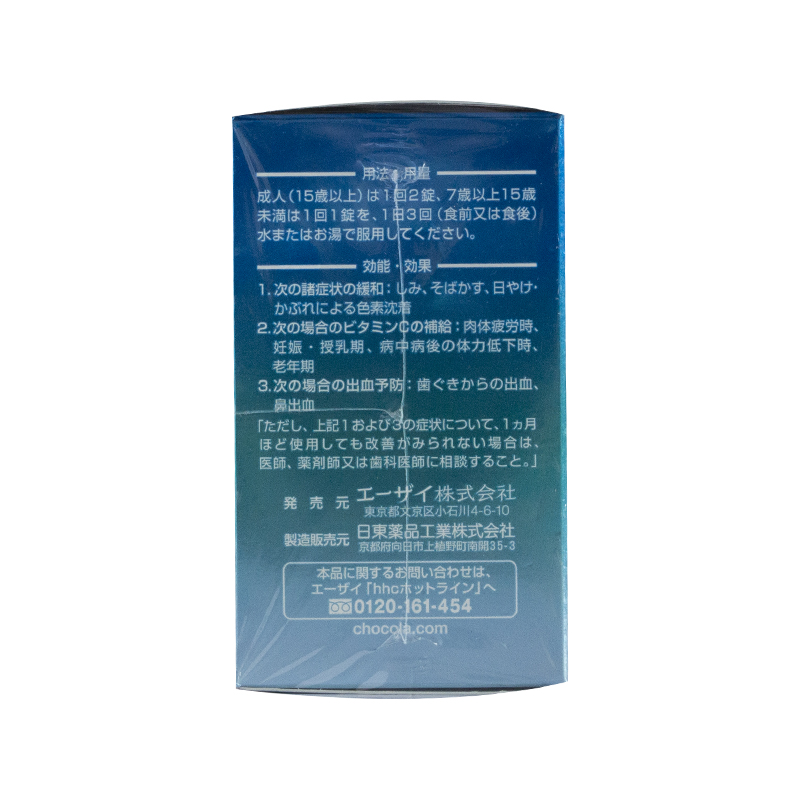 用法・用量
成人（15歳以上）は1回2錠、7歳以上15歳
未満は1回1錠を、1日3回（食前又は食後）
水またはお湯で服用してください。
効能・効果
1.次の諸症状の緩和：しみ、そばかす、日やけ・
かぶれによる色素沈着
2.次の場合のビタミンCの補給：肉体疲労時、
妊娠・授乳期、病中病後の体力低下時、
老年期
3.次の場合の出血予防：歯ぐきからの出血、
鼻出血
「ただし、上記1および3の症状について、1ヵ月
ほど使用しても改善がみられない場合は、
医師、薬剤師又は歯科医師に相談すること。」
発売元 エーザイ株式会社
東京都文京区小石川4-6-10
製造販売元 日東薬品工業株式会社
京都府向日市上植野町南開35-3
本品に関するお問い合わせは、
エーザイ「hhcホットライン」へ
0120-161-454
chocola.com